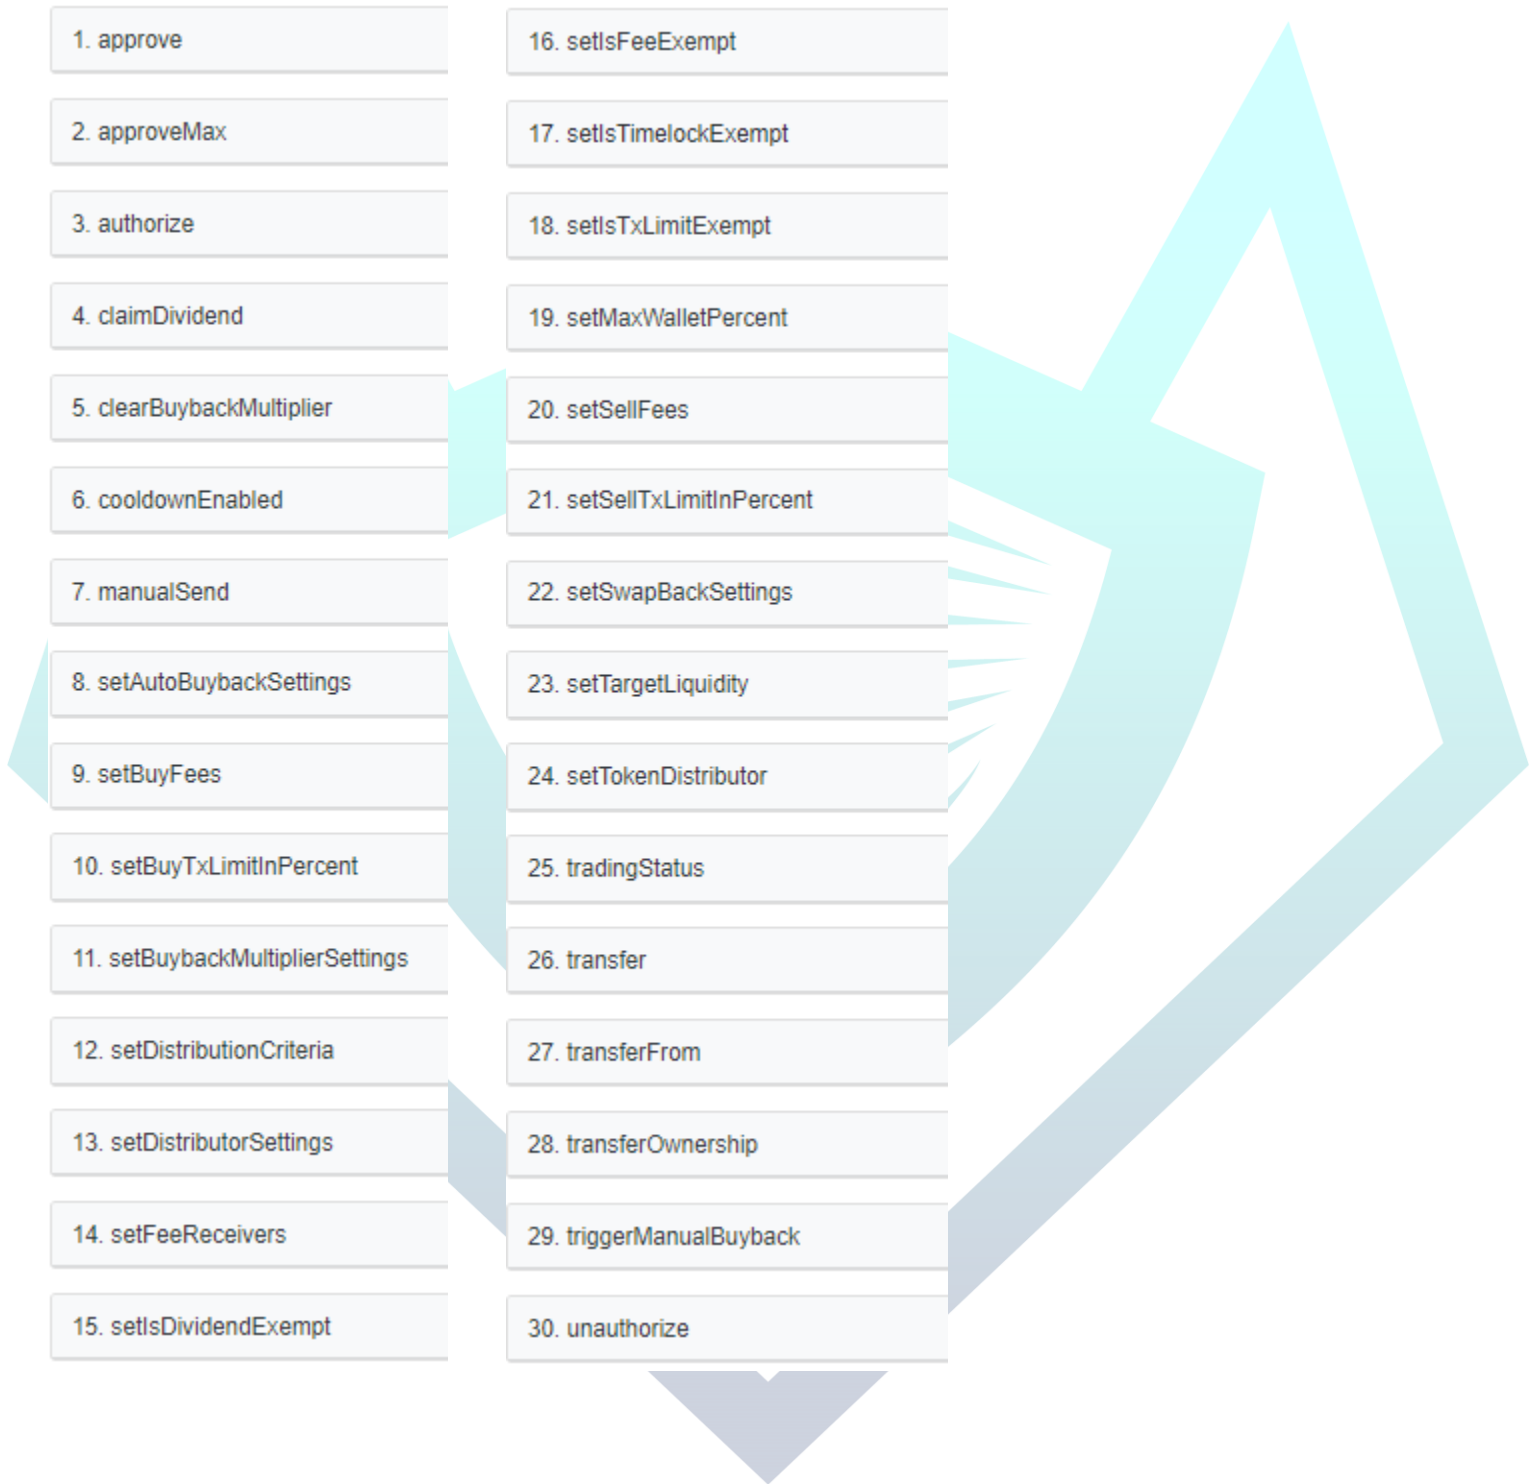 1. approve
2. approveMax
3. authorize
4. claimDividend
5. clearBuybackMultiplier
6. cooldownEnabled
7. manualSend
8. setAutoBuybackSettings
9. setBuyFees
10. setBuyTxLimitInPercent
11. setBuybackMultiplierSettings
12. setDistributionCriteria
13. setDistributorSettings
14. setFeeReceivers
15. setIsDividendExempt
16. setIsFeeExempt
17. setIsTimelockExempt
18. setIsTxLimitExempt
19. setMaxWalletPercent
20. setSellFees
21. setSellTxLimitInPercent
22. setSwapBackSettings
23. setTargetLiquidity
24. setTokenDistributor
25. tradingStatus
26. transfer
27. transferFrom
28. transferOwnership
29. triggerManualBuyback
30. unauthorize